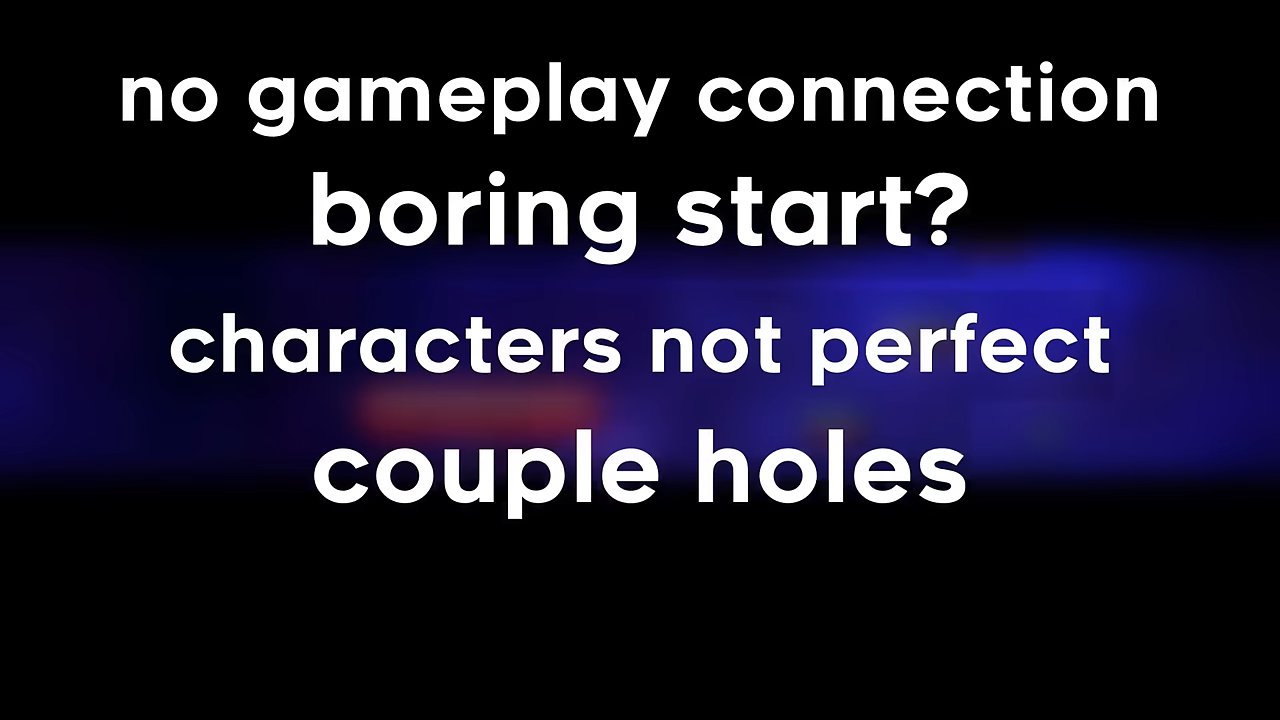 no gameplay connection
boring start?
characters not perfect
couple holes